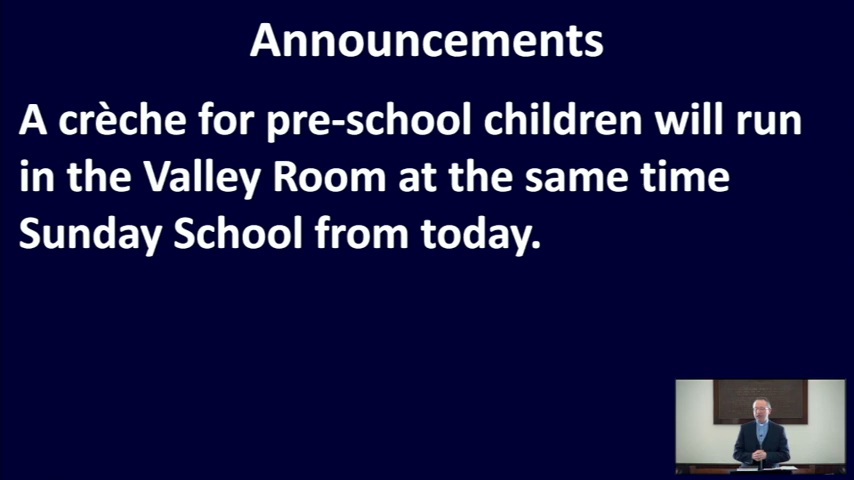 Announcements
A crèche for pre-school children will run
in the Valley Room at the same time
Sunday School from today.